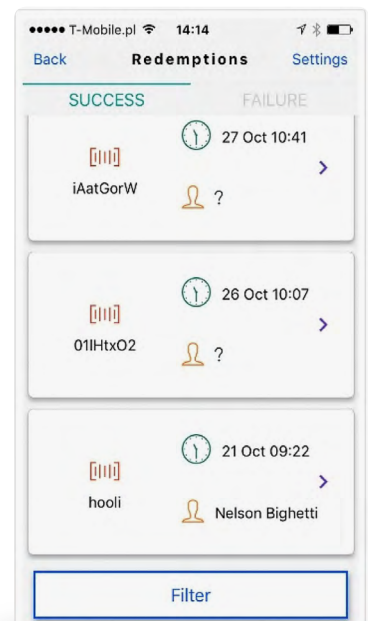 T-Mobile.pl 14:14
Back Redemptions Settings
SUCCESS FAILURE
27 Oct 10:41
iAatGorW
?
26 Oct 10:07
01lHtxO2
?
21 Oct 09:22
hooli
Nelson Bighetti
Filter